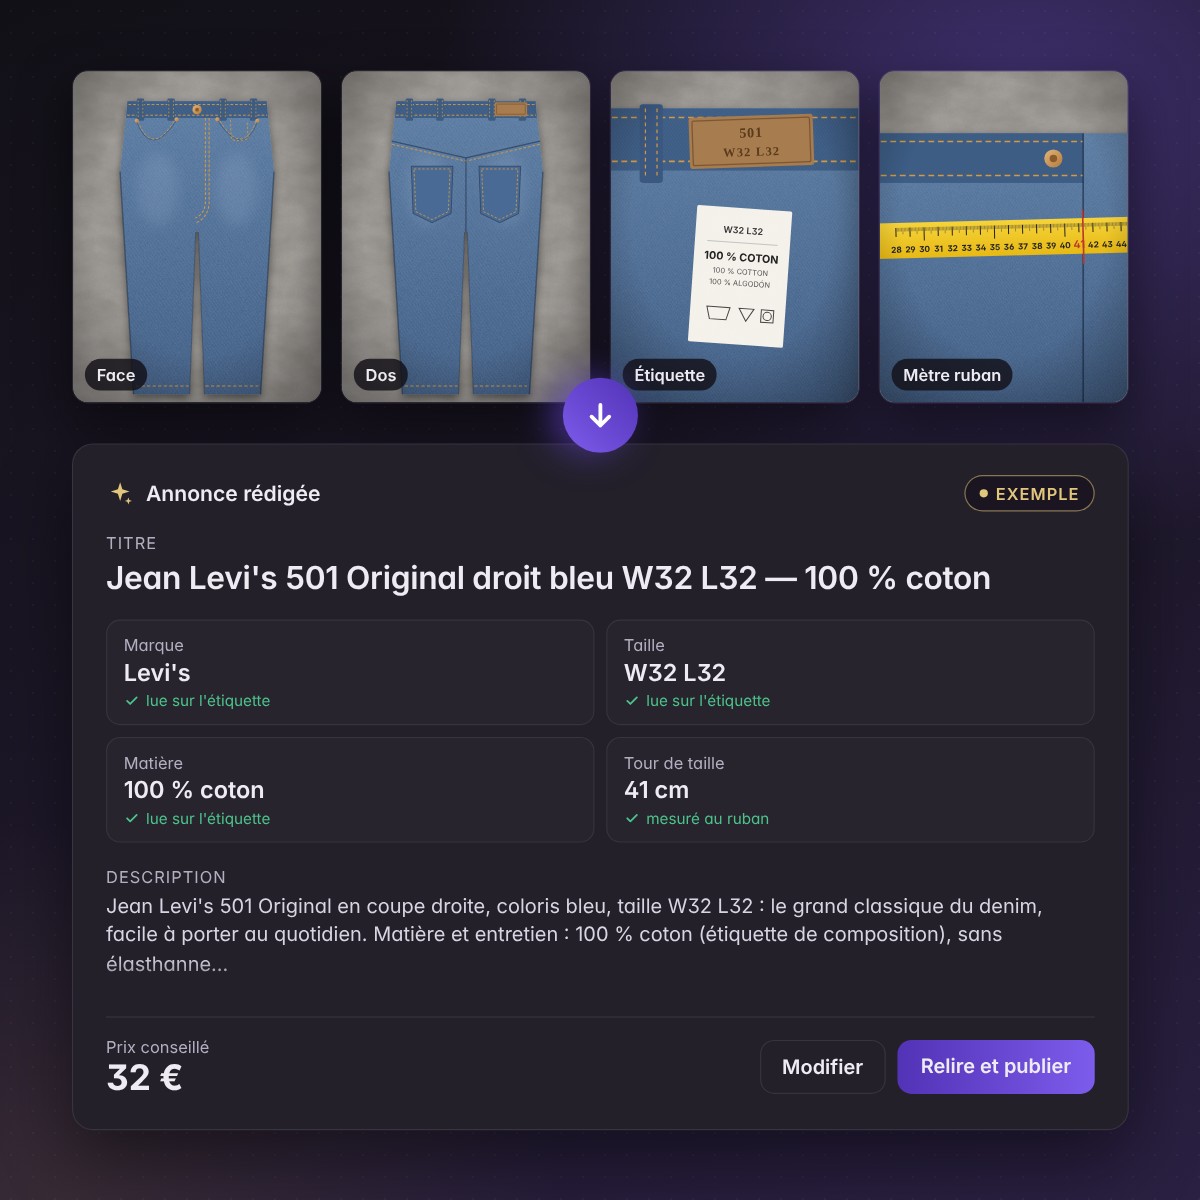 501
W32 L32
W32 L32
100 % COTON
100 % COTTON
100 % ALGODÓN
28 29 30 31 32 33 34 35 36 37 38 39 40 41 42 43 44
Face
Dos
Étiquette
Mètre ruban
Annonce rédigée
EXEMPLE
TITRE
Jean Levi's 501 Original droit bleu W32 L32 — 100 % coton
Marque
Levi's
lue sur l'étiquette
Taille
W32 L32
lue sur l'étiquette
Matière
100 % coton
lue sur l'étiquette
Tour de taille
41 cm
mesuré au ruban
DESCRIPTION
Jean Levi's 501 Original en coupe droite, coloris bleu, taille W32 L32 : le grand classique du denim,
facile à porter au quotidien. Matière et entretien : 100 % coton (étiquette de composition), sans
élasthanne...
Prix conseillé
32 €
Modifier
Relire et publier